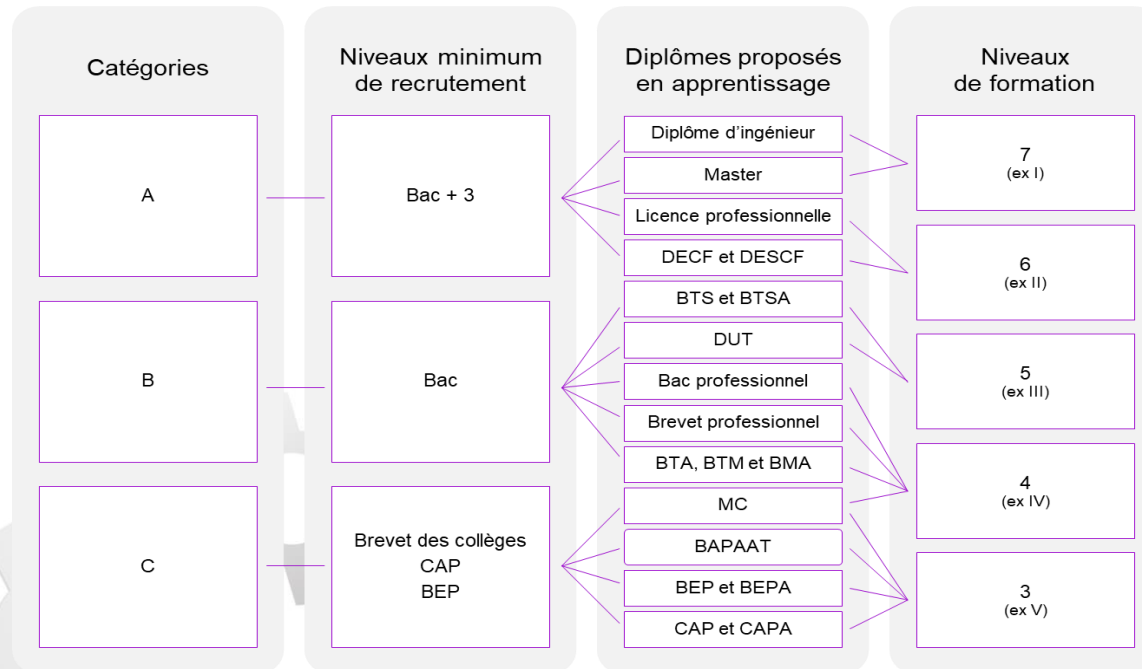 Catégories
A
B
C
Niveaux minimum
de recrutement
Bac + 3
Bac
Brevet des collèges
CAP
BEP
Diplômes proposés
en apprentissage
Diplôme d'ingénieur
Master
Licence professionnelle
DECF et DESCF
BTS et BTSA
DUT
Bac professionnel
Brevet professionnel
BTA, BTM et BMA
MC
BAPAAT
BEP et BEPA
CAP et CAPA
Niveaux
de formation
7
(ex I)
6
(ex II)
5
(ex III)
4
(ex IV)
3
(ex V)